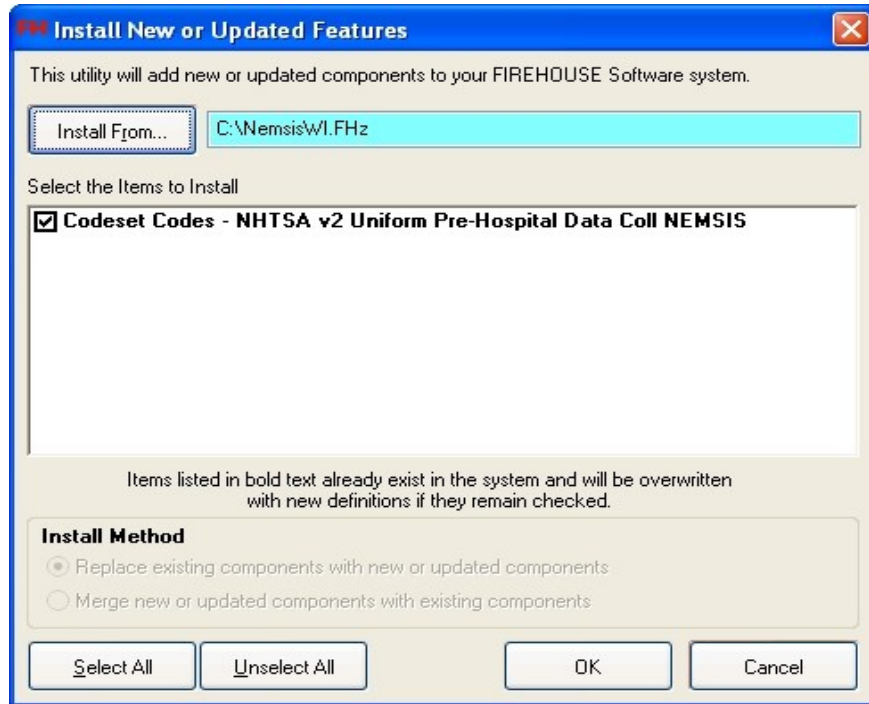 FH Install New or Updated Features
This utility will add new or updated components to your FIREHOUSE Software system.
Install From...
C:\NemsisWI.FHz
Select the Items to Install
Codeset Codes - NHTSA v2 Uniform Pre-Hospital Data Coll NEMSIS
Items listed in bold text already exist in the system and will be overwritten
with new definitions if they remain checked.
Install Method
Replace existing components with new or updated components
Merge new or updated components with existing components
Select All
Unselect All
OK
Cancel